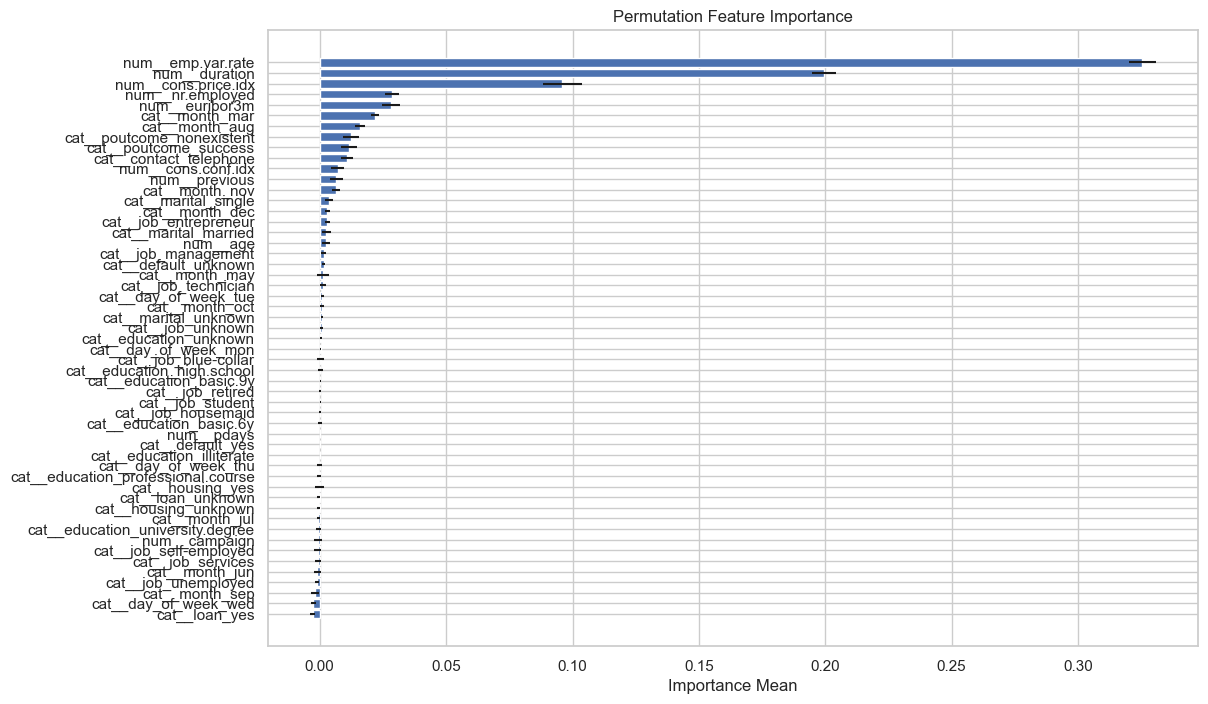 Permutation Feature Importance
num__emp.var.rate
num__duration
num__cons.price.idx
num__nr.employed
num__euribor3m
cat__month_mar
cat__month_aug
cat__poutcome_nonexistent
cat__poutcome_success
cat__contact_telephone
num__cons.conf.idx
num__previous
cat__month_nov
cat__marital_single
cat__month_dec
cat__job_entrepreneur
cat__marital_married
num__age
cat__job_management
cat__default_unknown
cat__month_may
cat__job_technician
cat__day_of_week_tue
cat__month_oct
cat__marital_unknown
cat__job_unknown
cat__education_unknown
cat__day_of_week_mon
cat__job_blue-collar
cat__education_high.school
cat__education_basic.9y
cat__job_retired
cat__job_student
cat__job_housemaid
cat__education_basic.6y
num__pdays
cat__default_yes
cat__education_illiterate
cat__day_of_week_thu
cat__education_professional.course
cat__housing_yes
cat__loan_unknown
cat__housing_unknown
cat__month_jul
cat__education_university.degree
num__campaign
cat__job_self-employed
cat__job_services
cat__month_jun
cat__job_unemployed
cat__month_sep
cat__day_of_week_wed
cat__loan_yes
0.00 0.05 0.10 0.15 0.20 0.25 0.30
Importance Mean